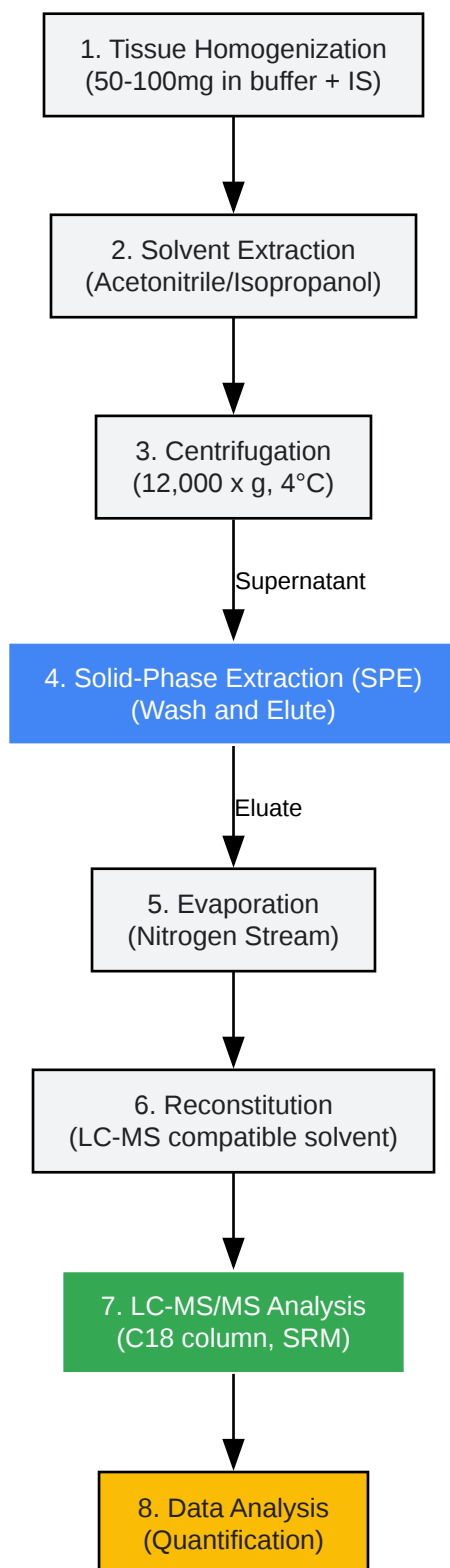 1. Tissue Homogenization
(50-100mg in buffer + IS)
2. Solvent Extraction
(Acetonitrile/Isopropanol)
3. Centrifugation
(12,000 x g, 4°C)
Supernatant
4. Solid-Phase Extraction (SPE)
(Wash and Elute)
Eluate
5. Evaporation
(Nitrogen Stream)
6. Reconstitution
(LC-MS compatible solvent)
7. LC-MS/MS Analysis
(C18 column, SRM)
8. Data Analysis
(Quantification)